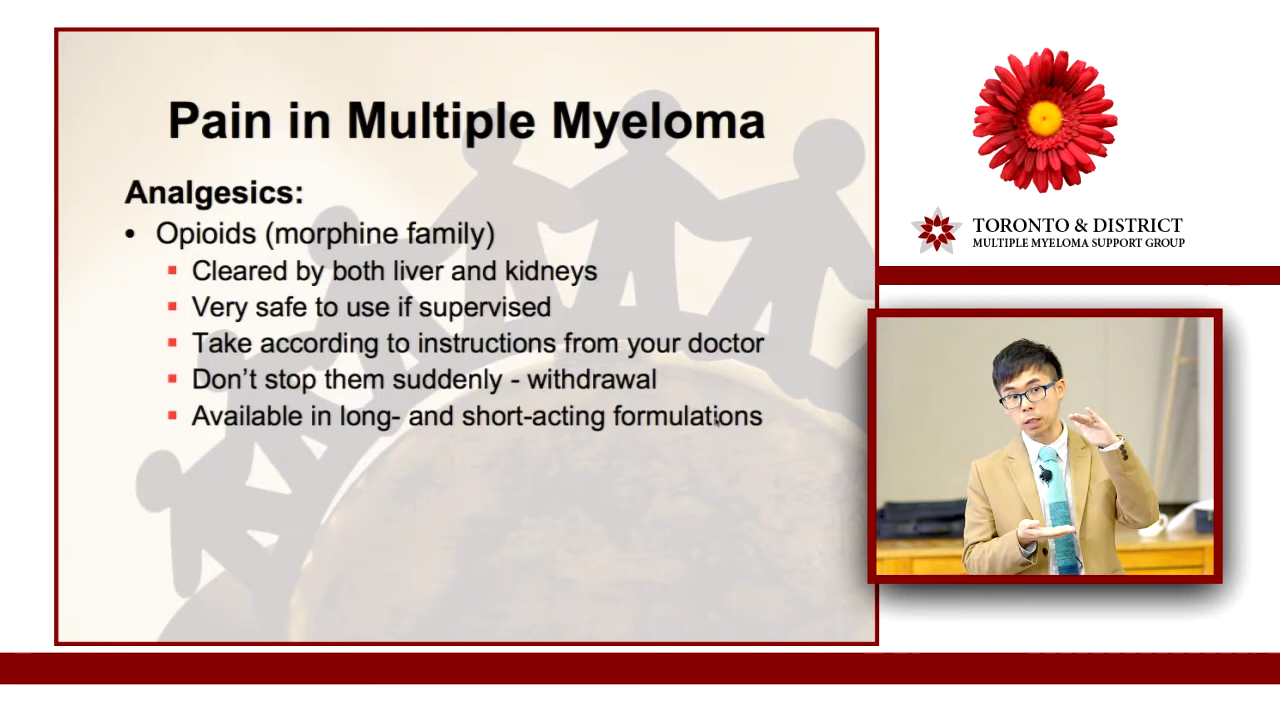 Pain in Multiple Myeloma
Analgesics:
• Opioids (morphine family)
▪ Cleared by both liver and kidneys
▪ Very safe to use if supervised
▪ Take according to instructions from your doctor
▪ Don’t stop them suddenly - withdrawal
▪ Available in long- and short-acting formulations
TORONTO & DISTRICT
MULTIPLE MYELOMA SUPPORT GROUP